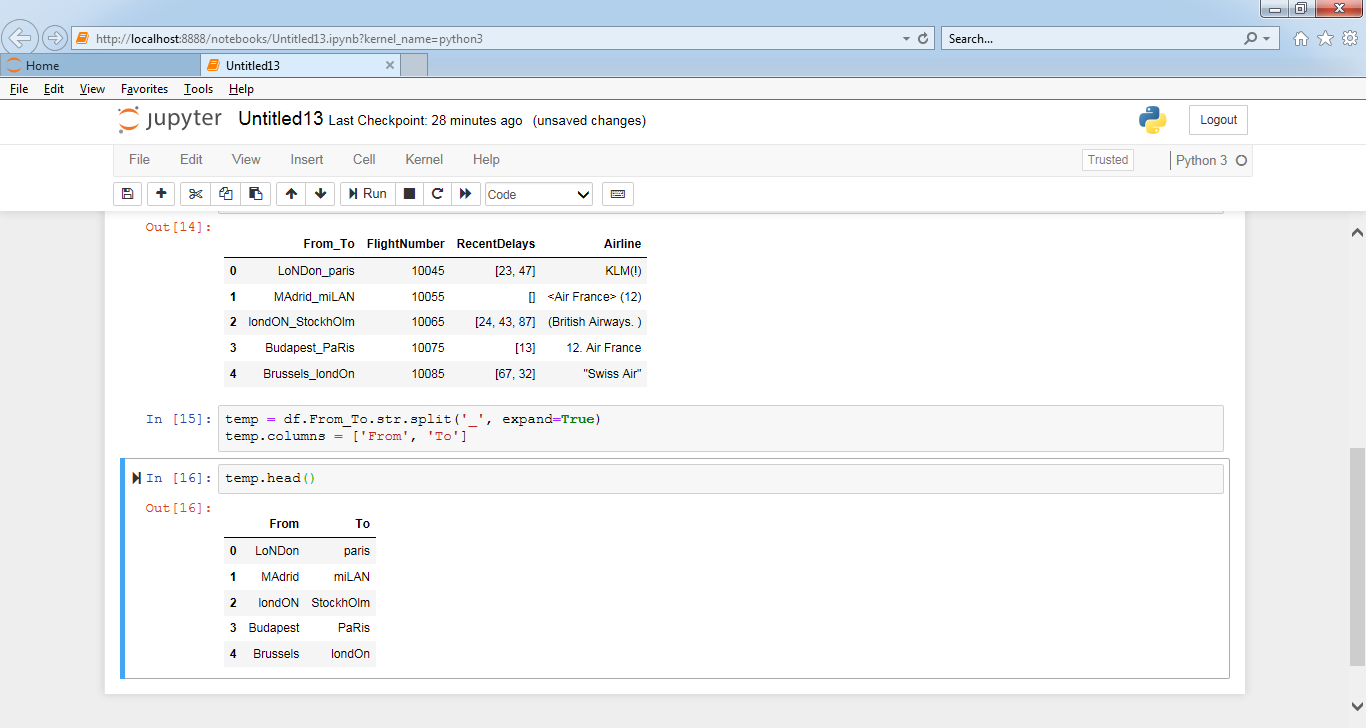 http://localhost:8888/notebooks/Untitled13.ipynb?kernel_name=python3
Search...
Home
Untitled13
File Edit View Favorites Tools Help
jupyter Untitled13 Last Checkpoint: 28 minutes ago (unsaved changes)
Logout
File Edit View Insert Cell Kernel Help
Trusted
Python 3
Run
Code
Out[14]:
From_To FlightNumber RecentDelays Airline
0 LoNDon_paris 10045 [23, 47] KLM(!)
1 MAdrid_miLAN 10055 [] <Air France> (12)
2 londON_StockhOlm 10065 [24, 43, 87] (British Airways. )
3 Budapest_PaRis 10075 [13] 12. Air France
4 Brussels_londOn 10085 [67, 32] "Swiss Air"
In [15]: temp = df.From_To.str.split('_', expand=True)
temp.columns = ['From', 'To']
In [16]: temp.head()
Out[16]:
From To
0 LoNDon paris
1 MAdrid miLAN
2 londON StockhOlm
3 Budapest PaRis
4 Brussels londOn